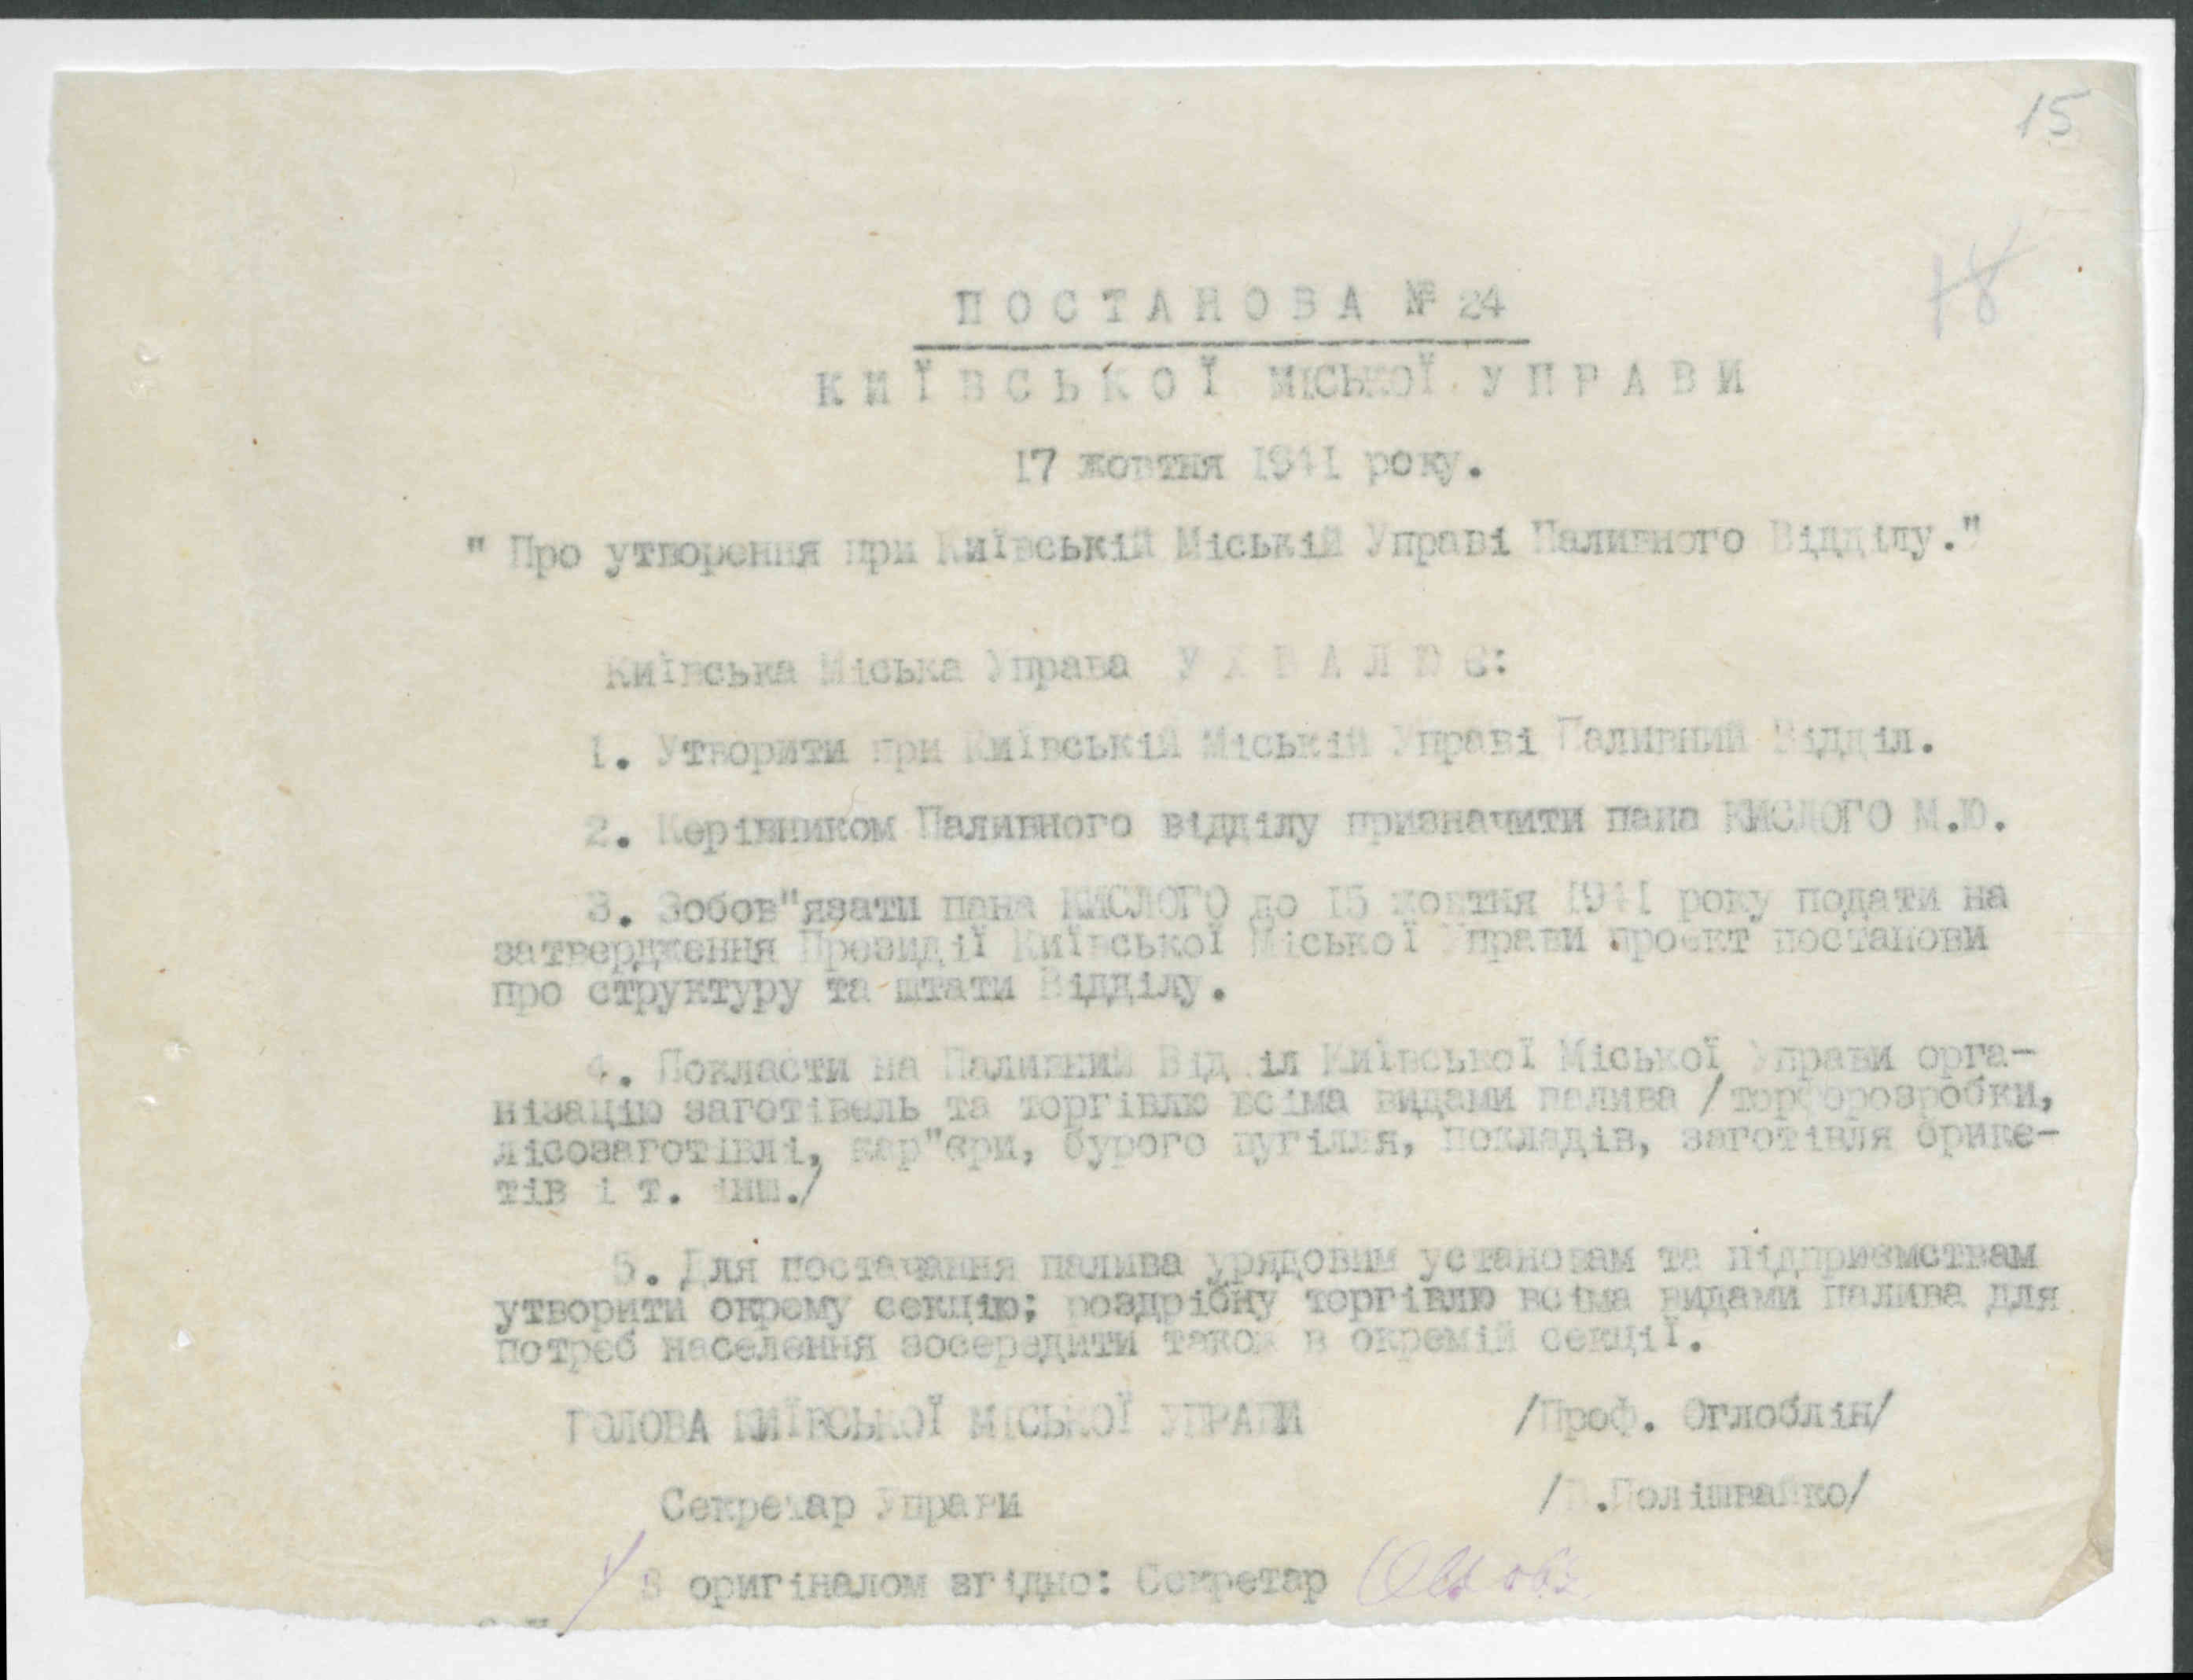 15
18
ПОСТАНОВА № 24
КИЇВСЬКОЇ МІСЬКОЇ УПРАВИ
17 жовтня 1941 року.
" Про утворення при Київській Міській Управі Паливного Відділу."
Київська Міська Управа УХВАЛЮЄ:
1. Утворити при Київській Міській Управі Паливний Відділ.
2. Керівником Паливного відділу призначити пана КИСЛОГО М.Ю.
3. Зобов"язати пана КИСЛОГО до 15 жовтня 1941 року подати на
затвердження Президії Київської Міської Управи проєкт постанови
про структуру та штати Відділу.
4. Покласти на Паливний Відділ Київської Міської Управи орга-
нізацію заготівель та торгівлю всіма видами палива /торфорозробки,
лісозаготівлі, кар"єри, бурого вугілля, покладів, заготівля брике-
тів і т. інш./
5. Для постачання палива урядовим установам та підприємствам
утворити окрему секцію; роздрібну торгівлю всіма видами палива для
потреб населення зосередити також в окремій секції.
ГОЛОВА КИЇВСЬКОЇ МІСЬКОЇ УПРАВИ /Проф. Оглоблін/
Секретар Управи Полішвайко/
З оригіналом згідно: Секретар